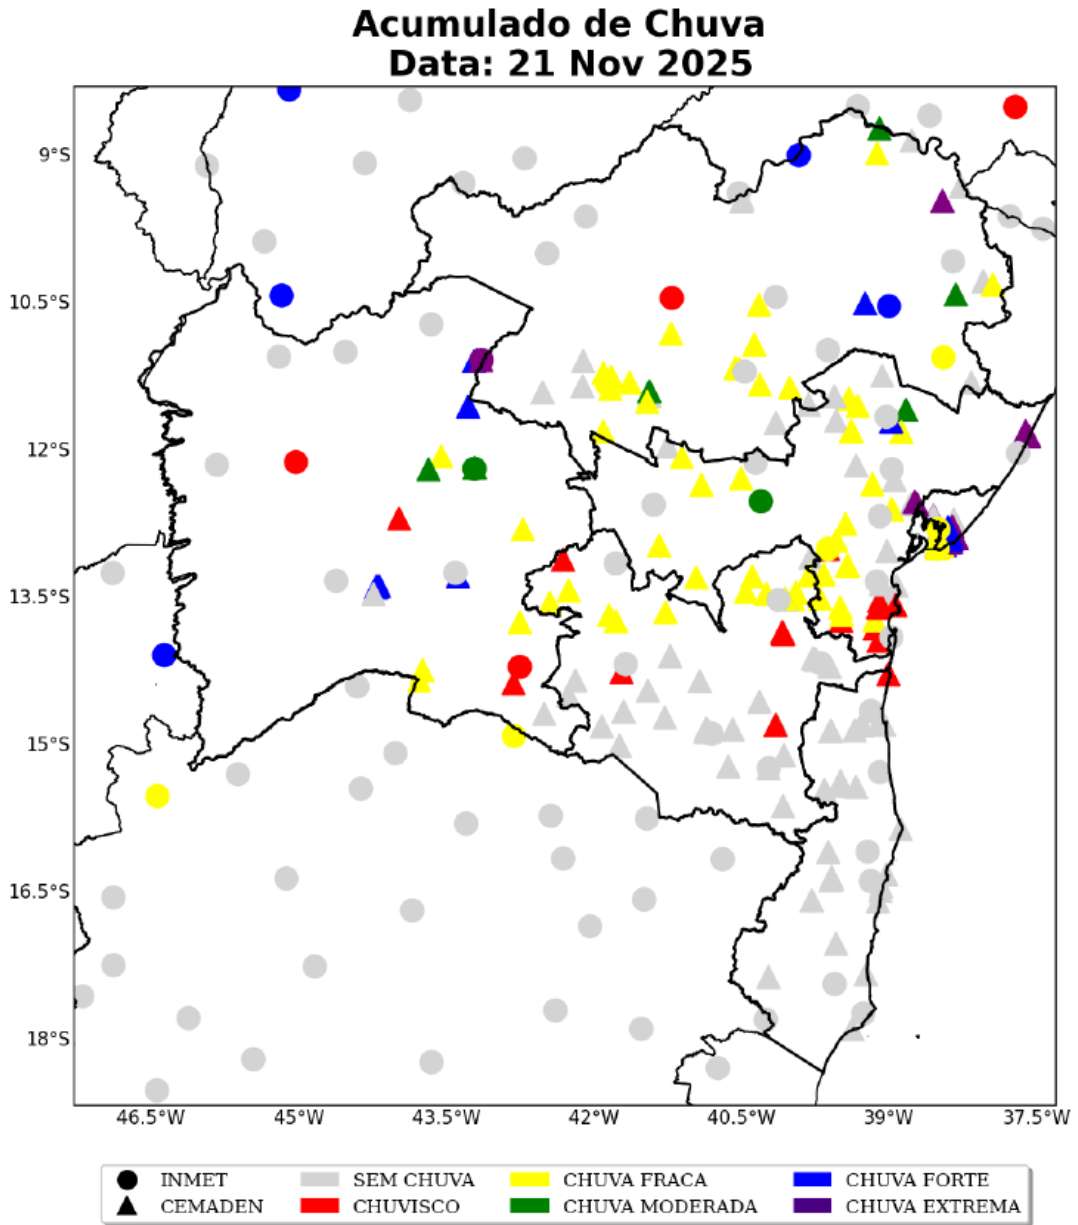 Acumulado de Chuva
Data: 21 Nov 2025
9°S
10.5°S
12°S
13.5°S
15°S
16.5°S
18°S
46.5°W 45°W 43.5°W 42°W 40.5°W 39°W 37.5°W
INMET SEM CHUVA CHUVA FRACA CHUVA FORTE
CEMADEN CHUVISCO CHUVA MODERADA CHUVA EXTREMA